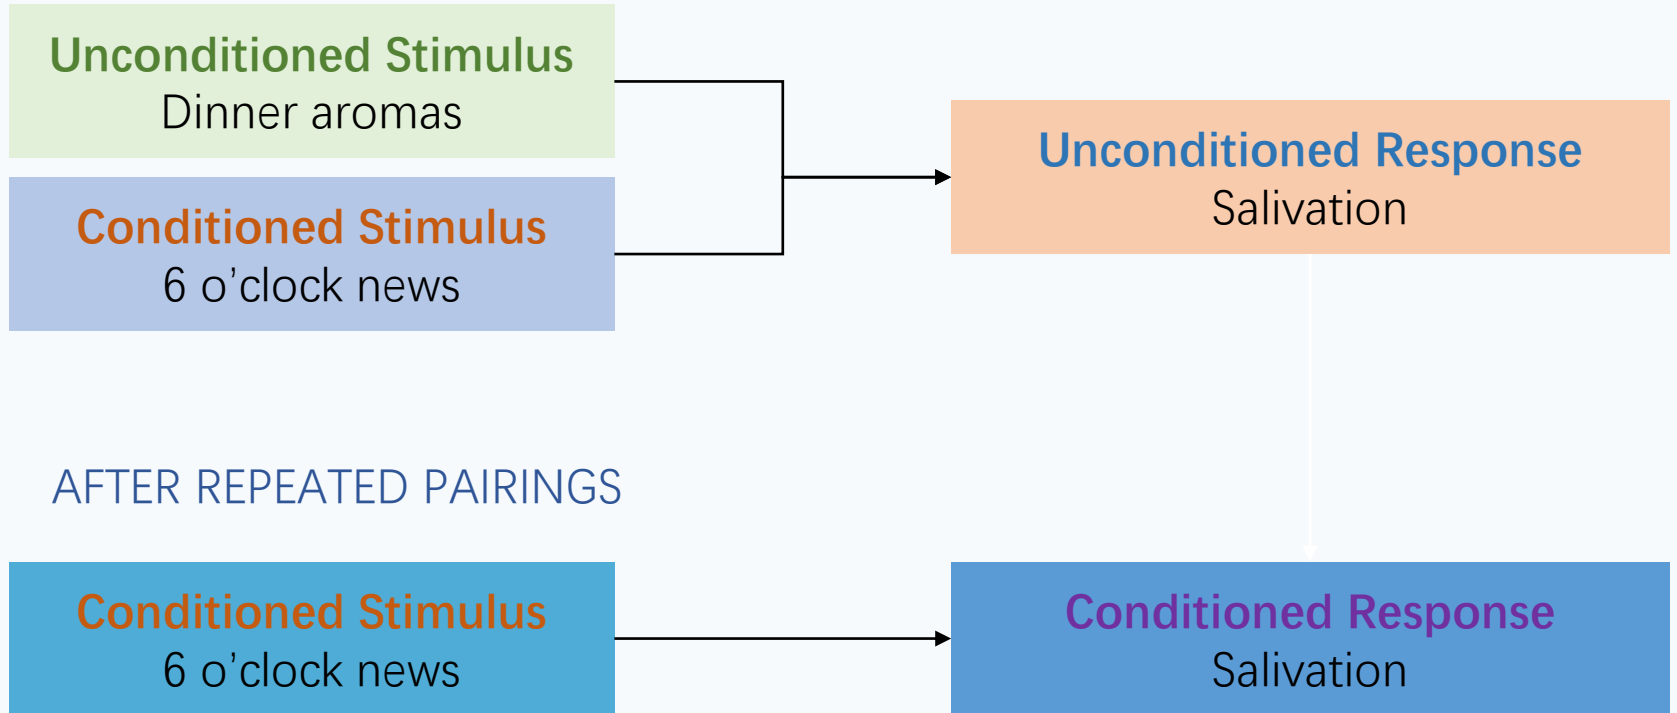 Unconditioned Stimulus
Dinner aromas
Conditioned Stimulus
6 o’clock news
Unconditioned Response
Salivation
AFTER REPEATED PAIRINGS
Conditioned Stimulus
6 o’clock news
Conditioned Response
Salivation